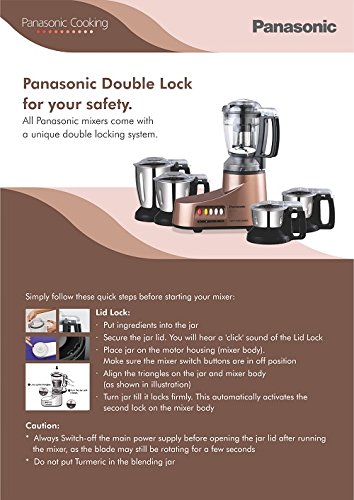 Panasonic Cooking
Panasonic
Panasonic Double Lock
for your safety.
All Panasonic mixers come with
a unique double locking system.
Panasonic
Simply follow these quick steps before starting your mixer:
Lid Lock:
· Put ingredients into the jar
· Secure the jar lid. You will hear a 'click' sound of the Lid Lock
· Place jar on the motor housing (mixer body).
Make sure the mixer switch buttons are in off position
· Align the triangles on the jar and mixer body
(as shown in illustration)
· Turn jar till it locks firmly. This automatically activates the
second lock on the mixer body
Caution:
* Always Switch-off the main power supply before opening the jar lid after running
the mixer, as the blade may still be rotating for a few seconds
* Do not put Turmeric in the blending jar